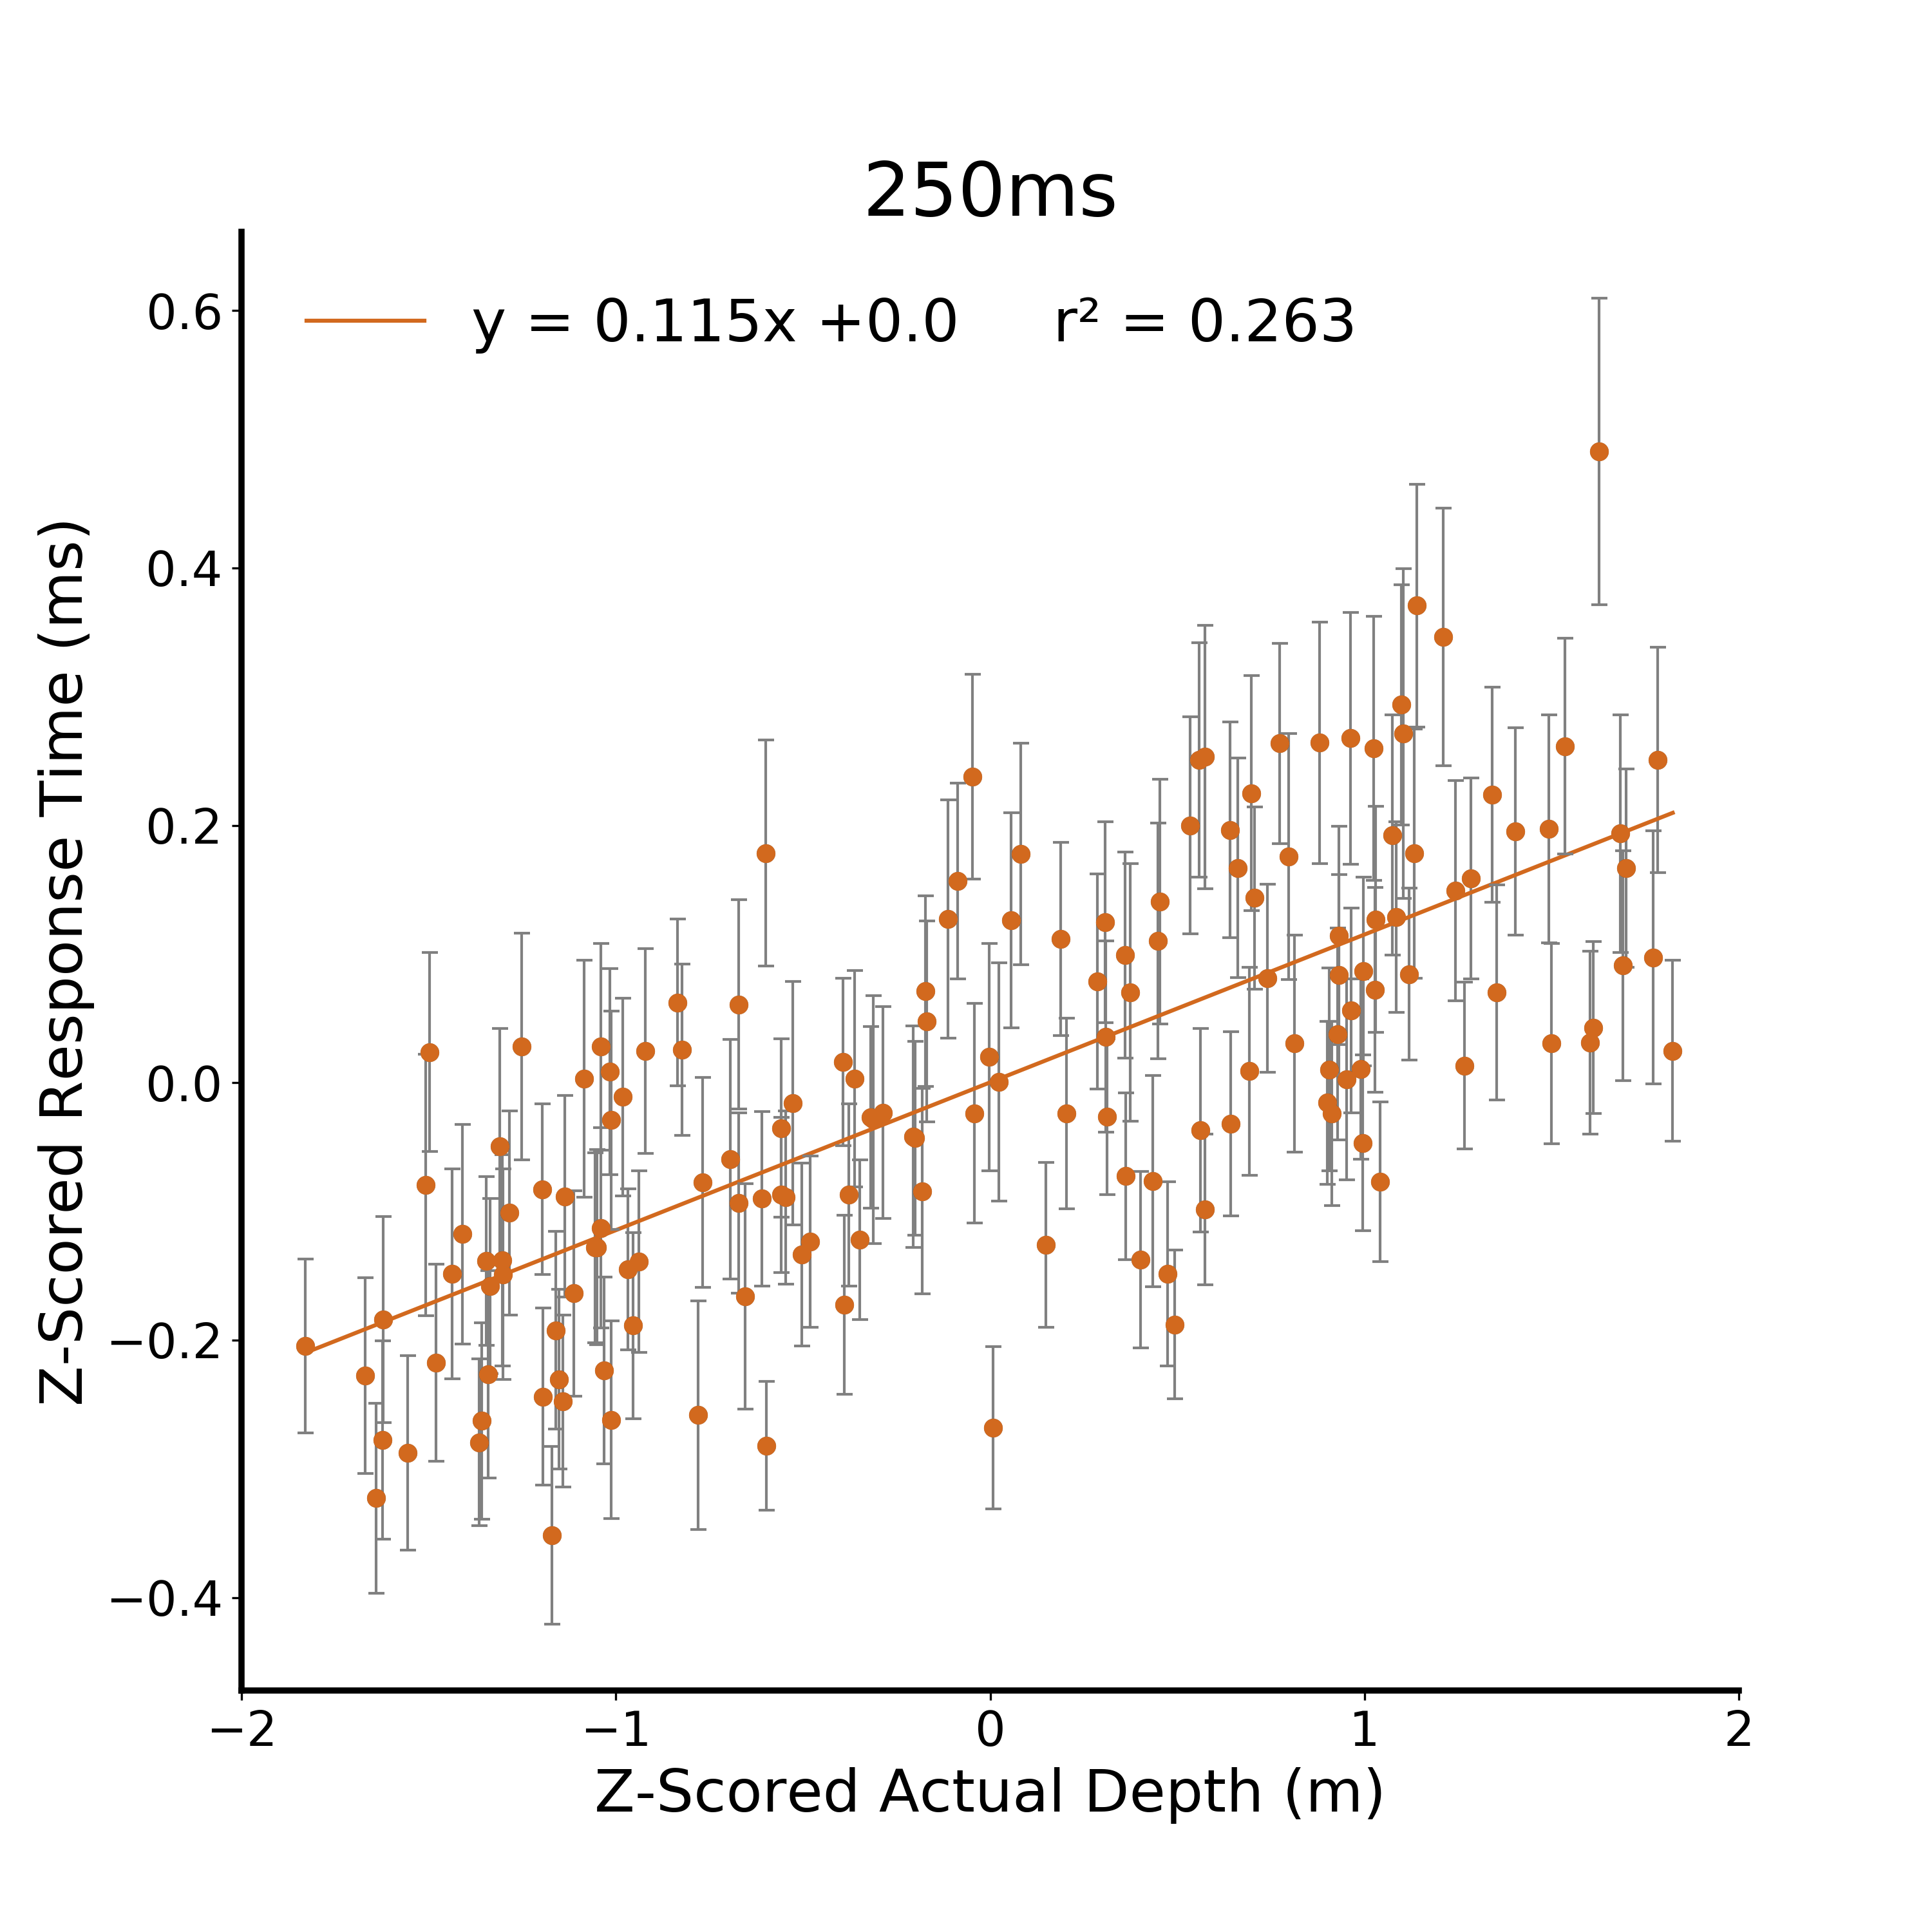 250ms
y = 0.115x +0.0     r² = 0.263
Z-Scored Response Time (ms)
0.6
0.4
0.2
0.0
−0.2
−0.4
−2 −1 0 1 2
Z-Scored Actual Depth (m)